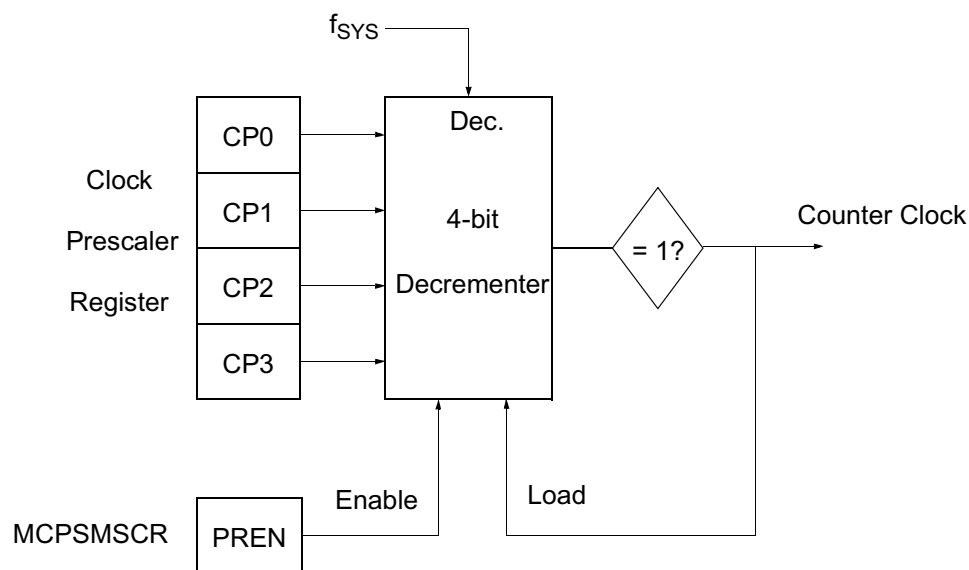 fSYS
CP0
Dec.
Clock
CP1
4-bit
Counter Clock
Prescaler
= 1?
CP2
Decrementer
Register
CP3
Enable
Load
MCPSMSCR
PREN